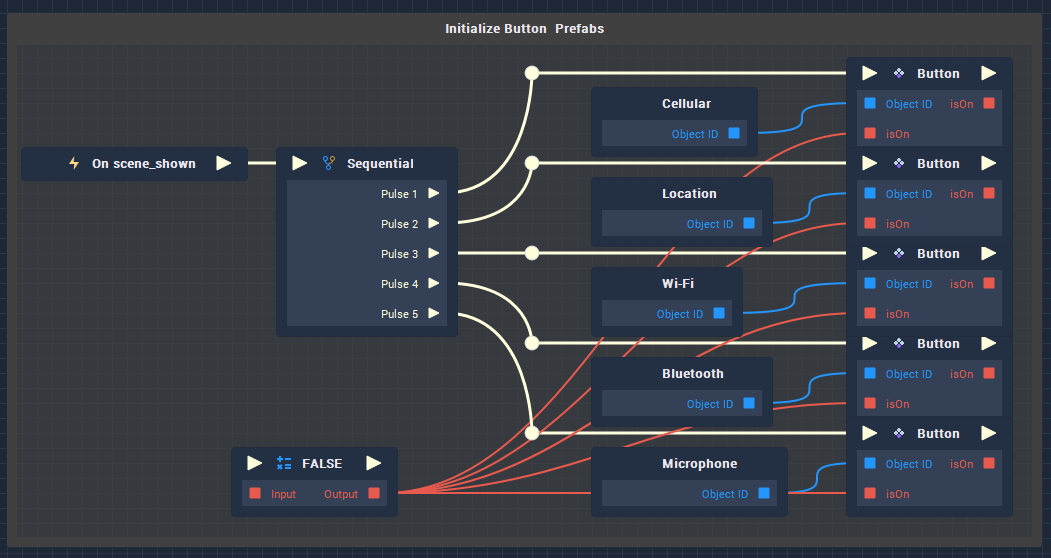 Initialize Button Prefabs
Button
Cellular
Object ID isOn
Object ID
isOn
On scene_shown
Sequential
Button
Pulse 1
Location
Object ID isOn
Pulse 2
Object ID
isOn
Pulse 3
Button
Pulse 4
Wi-Fi
Object ID isOn
Pulse 5
Object ID
isOn
Button
Bluetooth
Object ID isOn
Object ID
isOn
Button
FALSE
Microphone
Object ID isOn
Input Output
Object ID
isOn